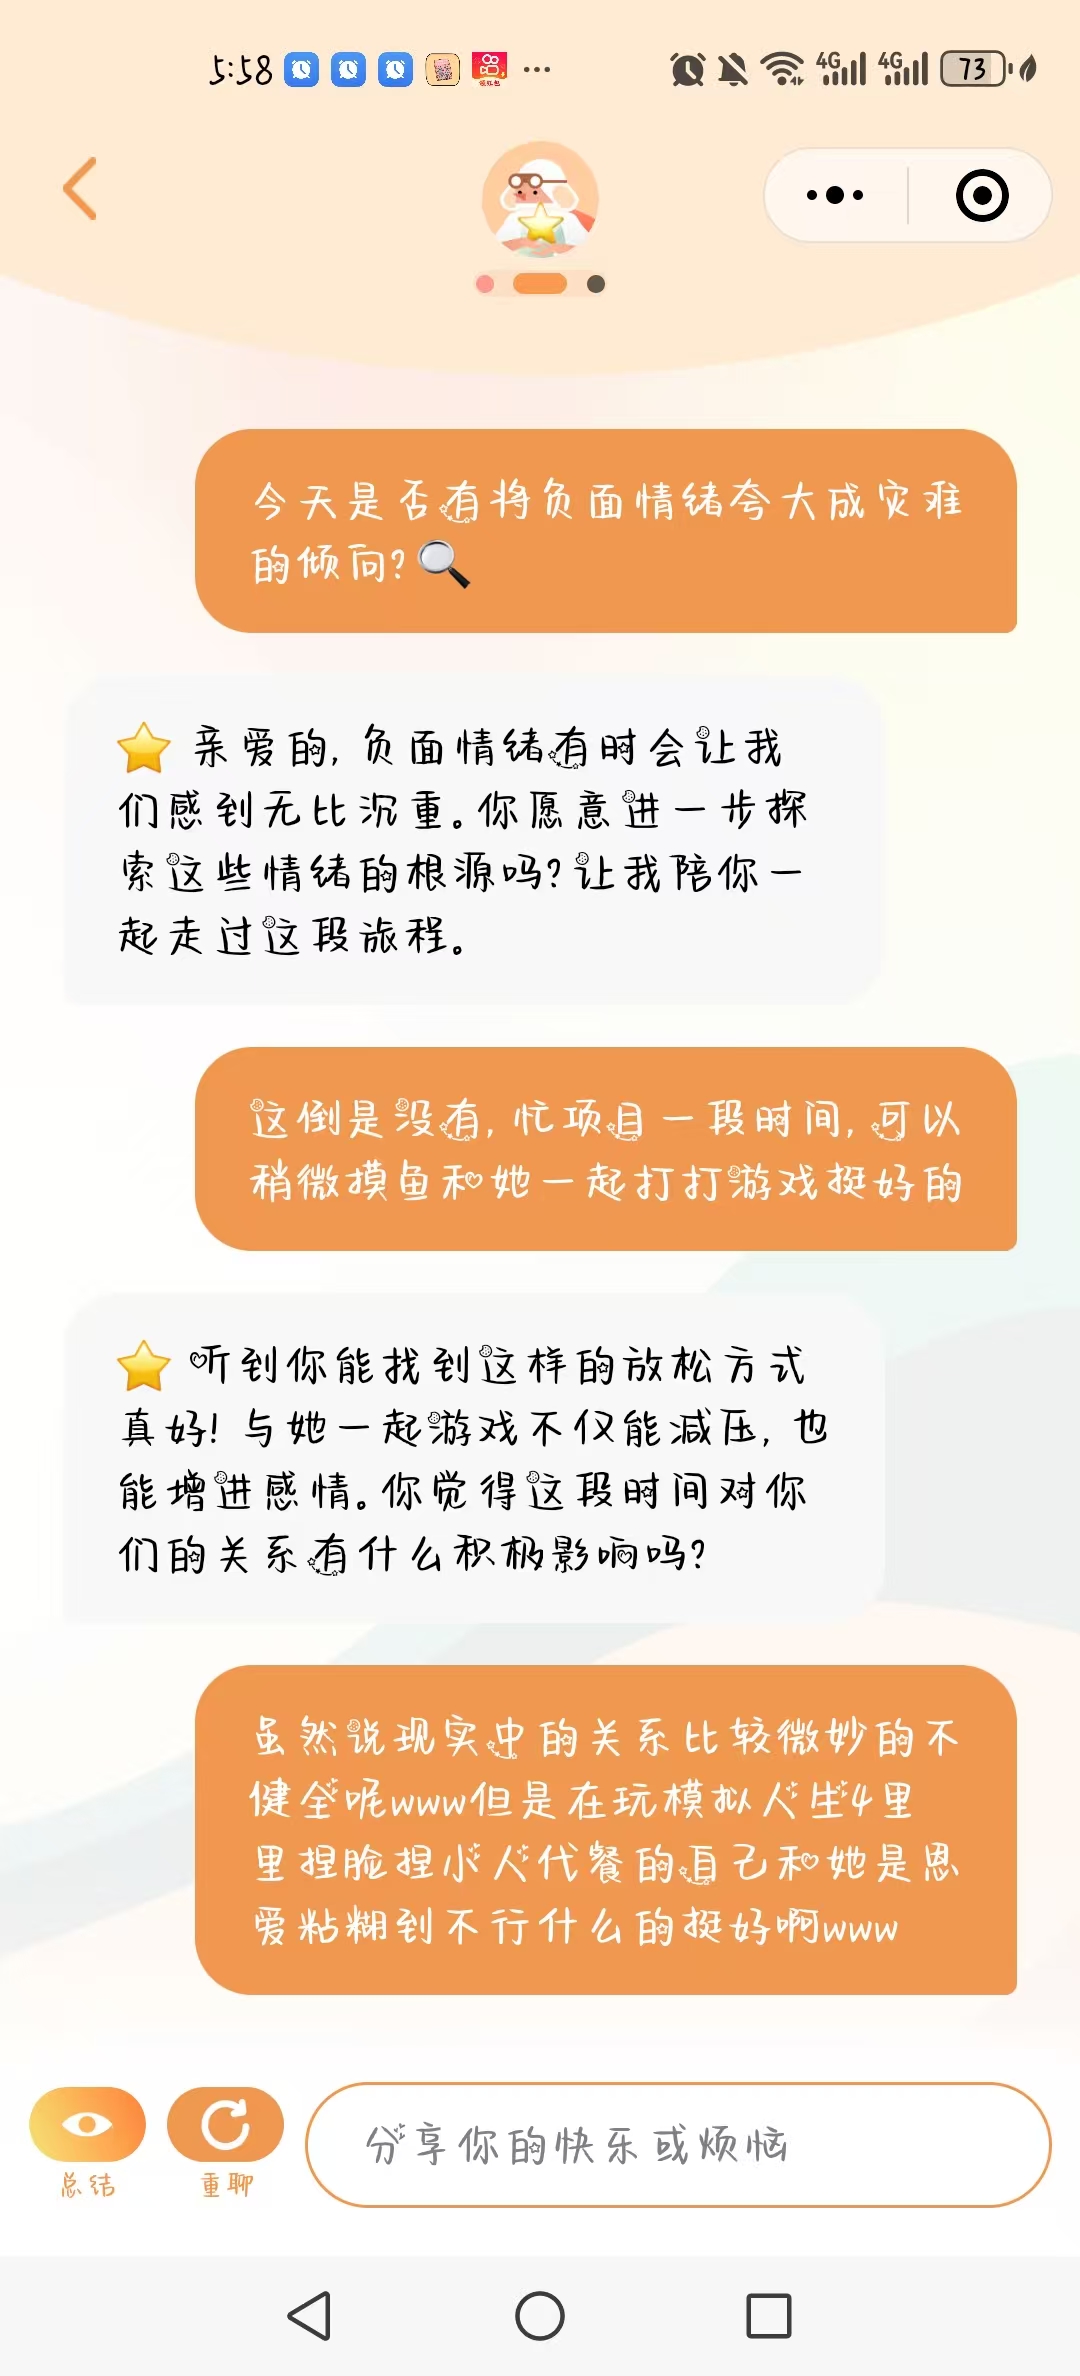 5:58
领红包
...
4G
4G
73
今天是否有将负面情绪夸大成灾难
的倾向?🔍
⭐ 亲爱的, 负面情绪有时会让我
们感到无比沉重。你愿意进一步探
索这些情绪的根源吗?让我陪你一
起走过这段旅程。
这倒是没有, 忙项目一段时间, 可以
稍微摸鱼和她一起打打游戏挺好的
⭐ 听到你能找到这样的放松方式
真好! 与她一起游戏不仅能减压, 也
能增进感情。你觉得这段时间对你
们的关系有什么积极影响吗?
虽然说现实中的关系比较微妙的不
健全呢www但是在玩模拟人生4里
里捏脸捏小人代餐的自己和她是恩
爱粘糊到不行什么的挺好啊www
总结
重聊
分享你的快乐或烦恼